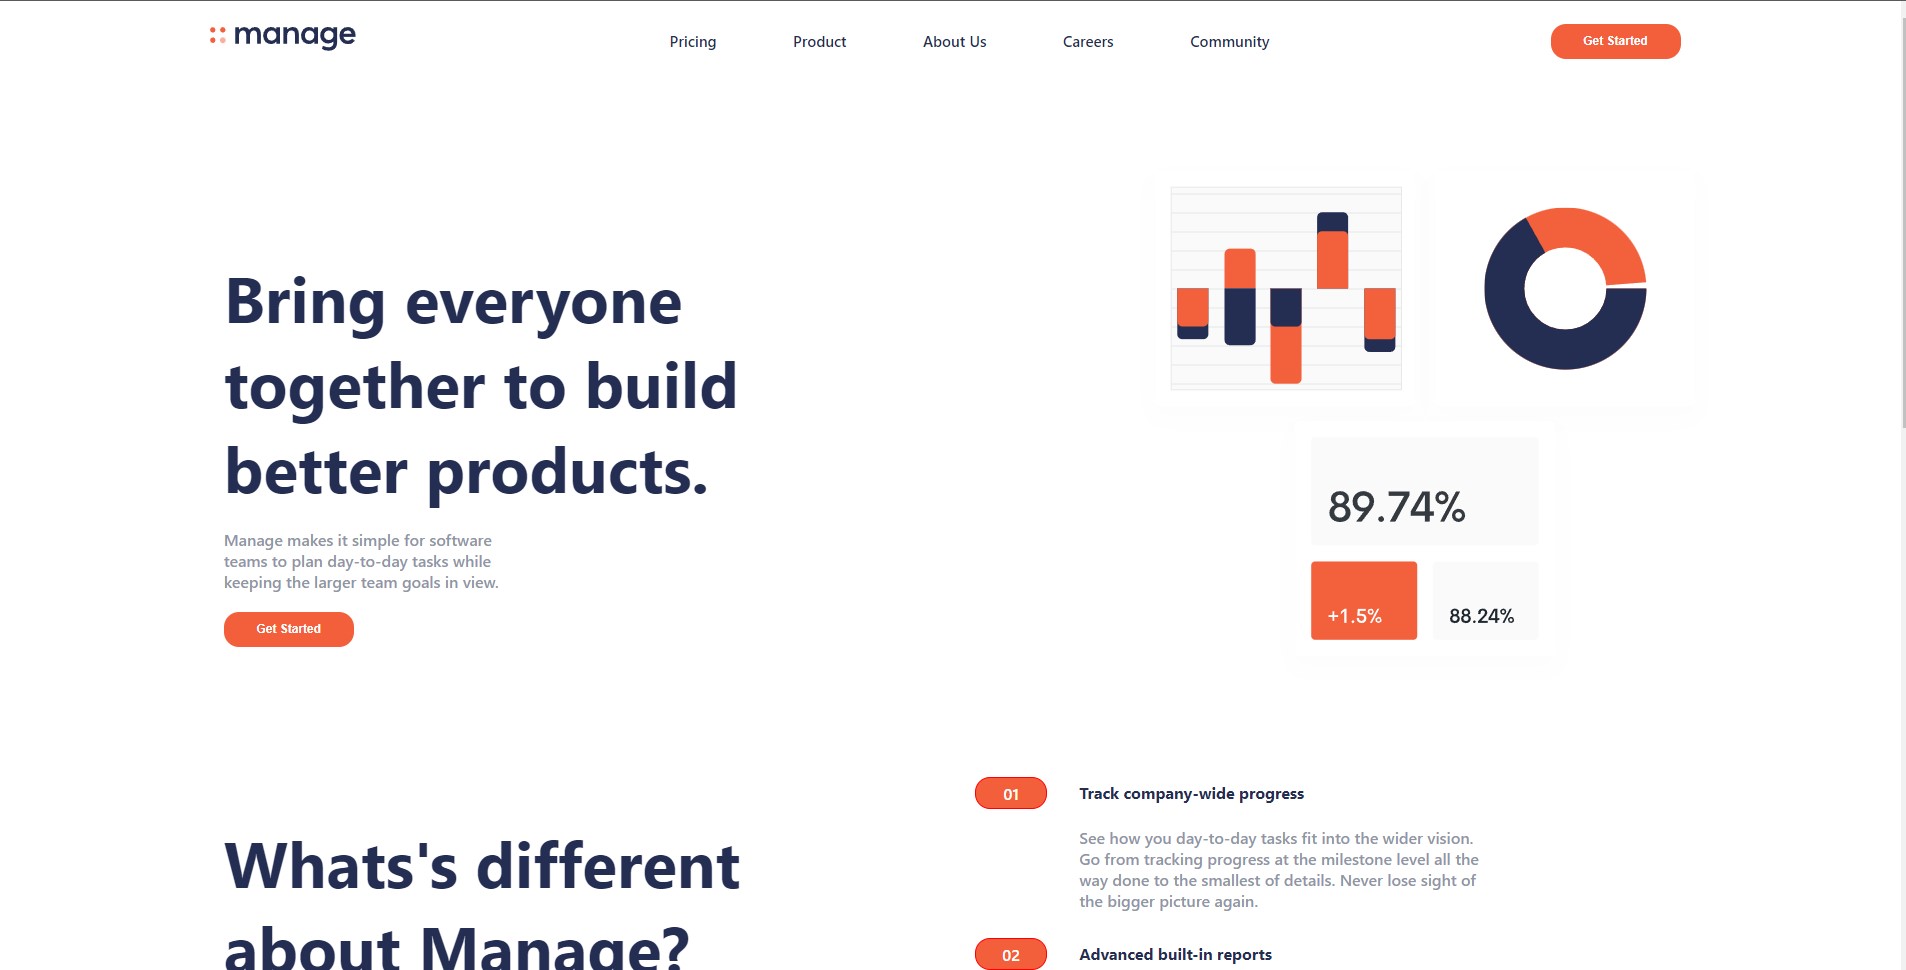 manage
Pricing
Product
About Us
Careers
Community
Get Started
Bring everyone
together to build
better products.
Manage makes it simple for software
teams to plan day-to-day tasks while
keeping the larger team goals in view.
Get Started
89.74%
+1.5%
88.24%
Whats's different
about Manage?
01
Track company-wide progress
See how you day-to-day tasks fit into the wider vision.
Go from tracking progress at the milestone level all the
way done to the smallest of details. Never lose sight of
the bigger picture again.
02
Advanced built-in reports